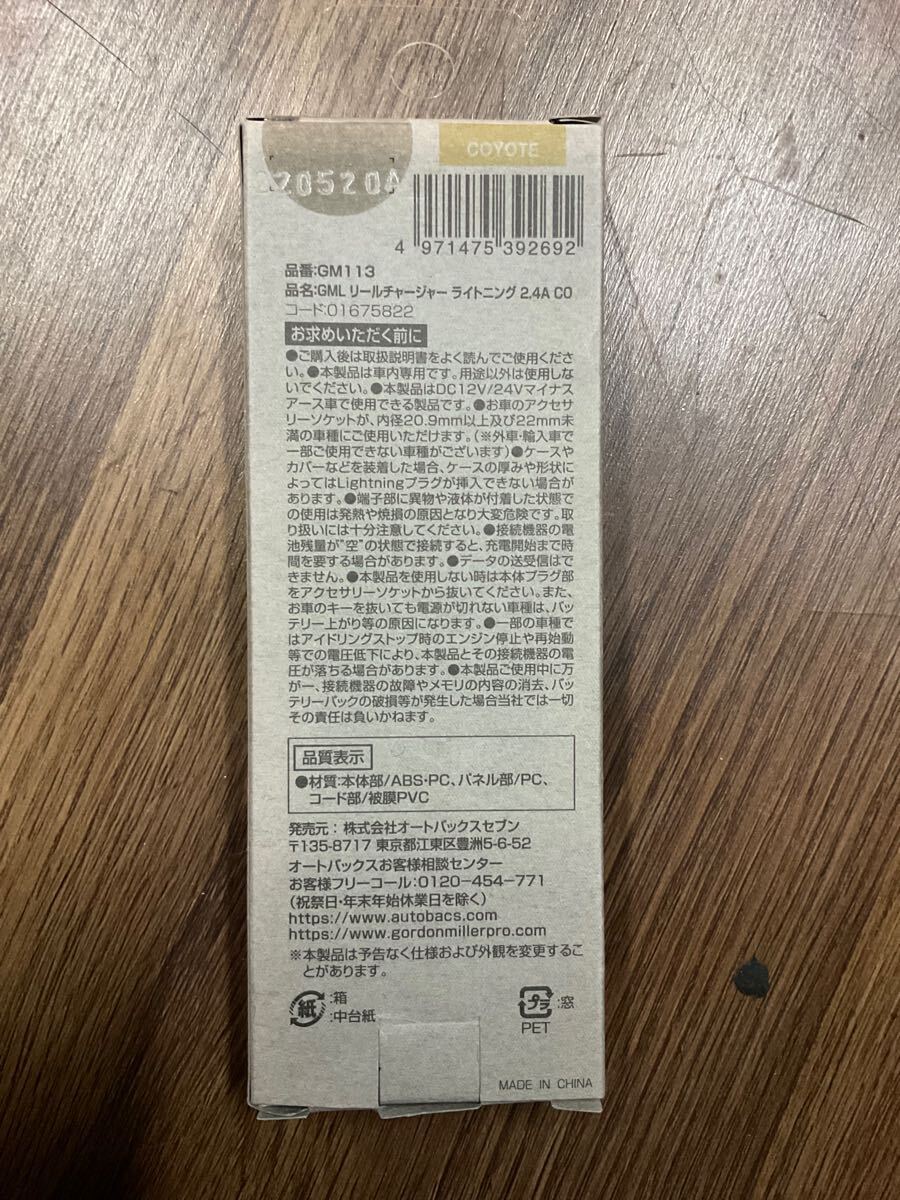 COYOTE
20520A
4 971475 392692
品番:GM113
品名:GML リールチャージャー ライトニング 2.4A CO
コード:01675822
お求めいただく前に
●ご購入後は取扱説明書をよく読んでご使用くださ
い。●本製品は車内専用です。用途以外は使用しな
いでください。●本製品はDC12V/24Vマイナス
アース車で使用できる製品です。●お車のアクセサ
リーソケットが、内径20.9mm以上及び22mm未
満の車種にご使用いただけます。(※外車・輸入車で
一部ご使用できない車種がございます)●ケースや
カバーなどを装着した場合、ケースの厚みや形状に
よってはLightningプラグが挿入できない場合が
あります。●端子部に異物や液体が付着した状態で
の使用は発熱や焼損の原因となり大変危険です。取
り扱いには十分注意してください。●接続機器の電
池残量が"空"の状態で接続すると、充電開始まで時
間を要する場合があります。●データの送受信はで
きません。●本製品を使用しない時は本体プラグ部
をアクセサリーソケットから抜いてください。また、
お車のキーを抜いても電源が切れない車種は、バッ
テリー上がり等の原因になります。●一部の車種で
はアイドリングストップ時のエンジン停止や再始動
等での電圧低下により、本製品とその接続機器の電
圧が落ちる場合があります。●本製品ご使用中に万
が一、接続機器の故障やメモリの内容の消去、バッ
テリーパックの破損等が発生した場合当社では一切
その責任は負いかねます。
品質表示
●材質:本体部/ABS・PC、パネル部/PC、
コード部/被膜PVC
発売元:株式会社オートバックスセブン
〒135-8717 東京都江東区豊洲5-6-52
オートバックスお客様相談センター
お客様フリーコール:0120-454-771
(祝祭日・年末年始休業日を除く)
https://www.autobacs.com
https://www.gordonmillerpro.com
※本製品は予告なく仕様および外観を変更するこ
とがあります。
紙 :箱
:中台紙
プラ :窓
PET
MADE IN CHINA